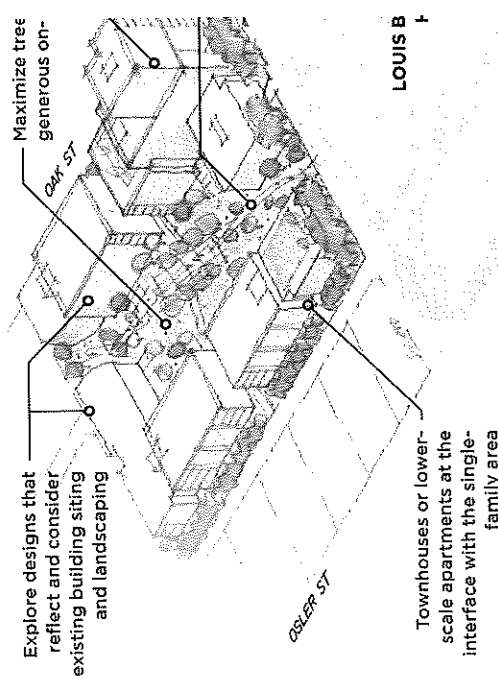 Explore designs that
reflect and consider
existing building siting
and landscaping
Maximize tree
generous on-
OAK ST
OSLER ST
Townhouses or lower-
scale apartments at the
interface with the single-
family area
LOUIS B
H